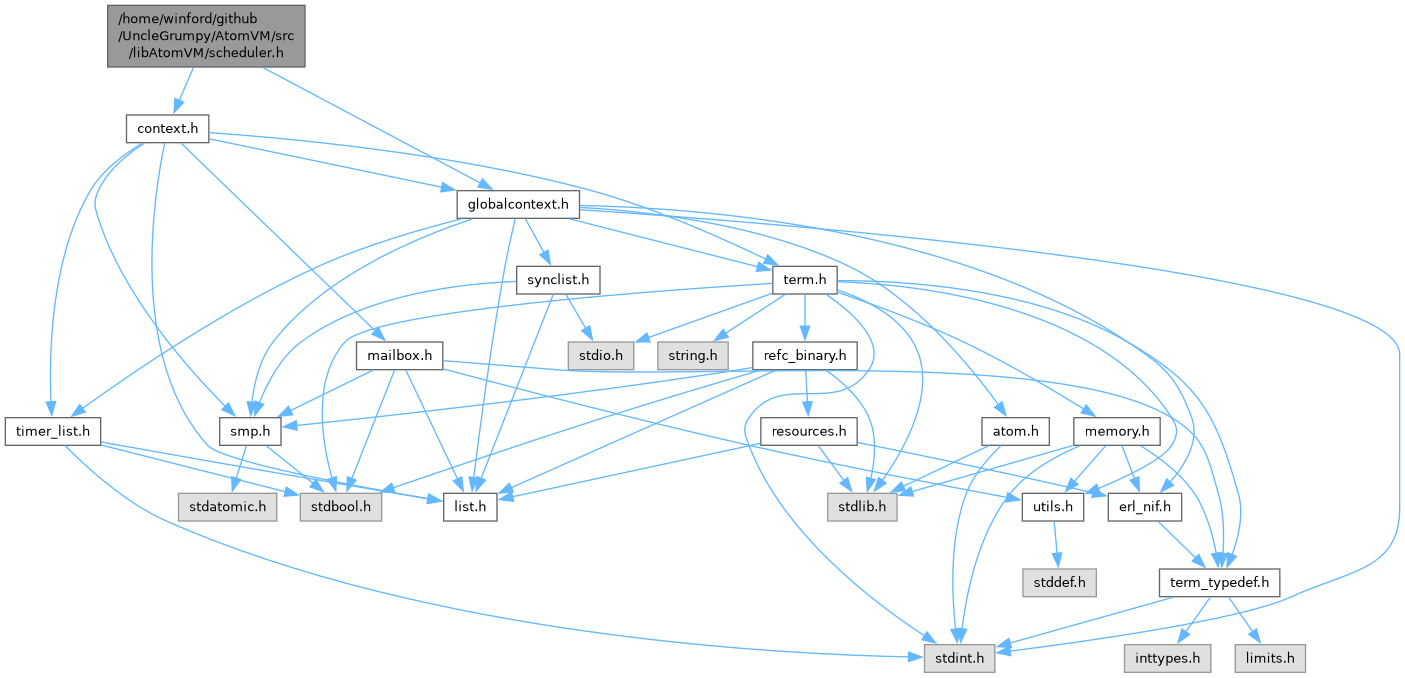 /home/winford/github
/UncleGrumpy/AtomVM/src
/libAtomVM/scheduler.h
context.h
globalcontext.h
synclist.h
term.h
mailbox.h
stdio.h
string.h
refc_binary.h
timer_list.h
smp.h
resources.h
atom.h
memory.h
stdatomic.h
stdbool.h
list.h
stdlib.h
utils.h
erl_nif.h
stddef.h
term_typedef.h
stdint.h
inttypes.h
limits.h